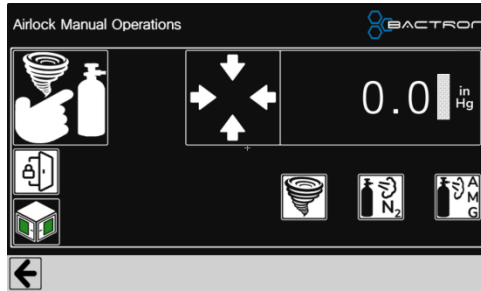 Airlock Manual Operations
BACTRON
0.0
in
Hg
N2
A
M
G